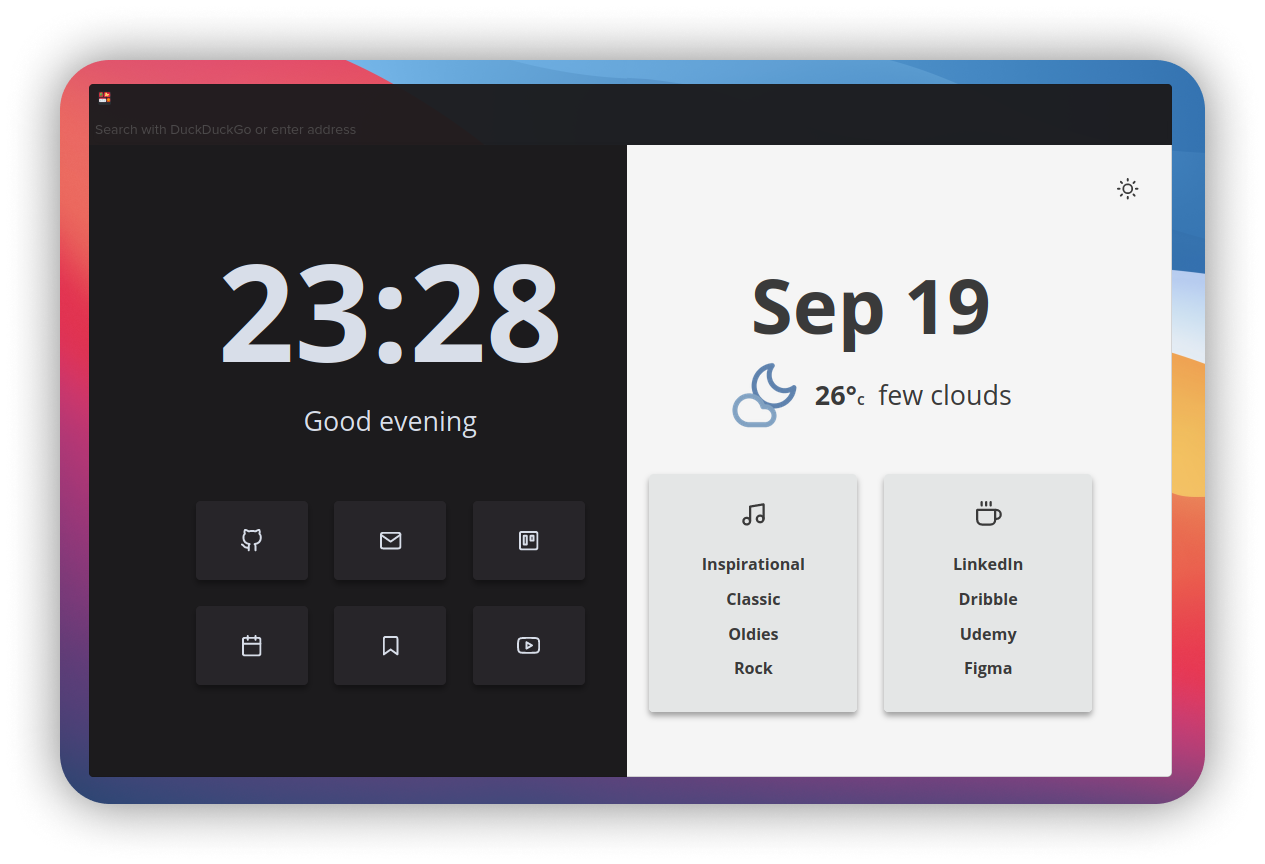 Search with DuckDuckGo or enter address
23:28
Good evening
Sep 19
26°c few clouds
Inspirational
Classic
Oldies
Rock
LinkedIn
Dribble
Udemy
Figma